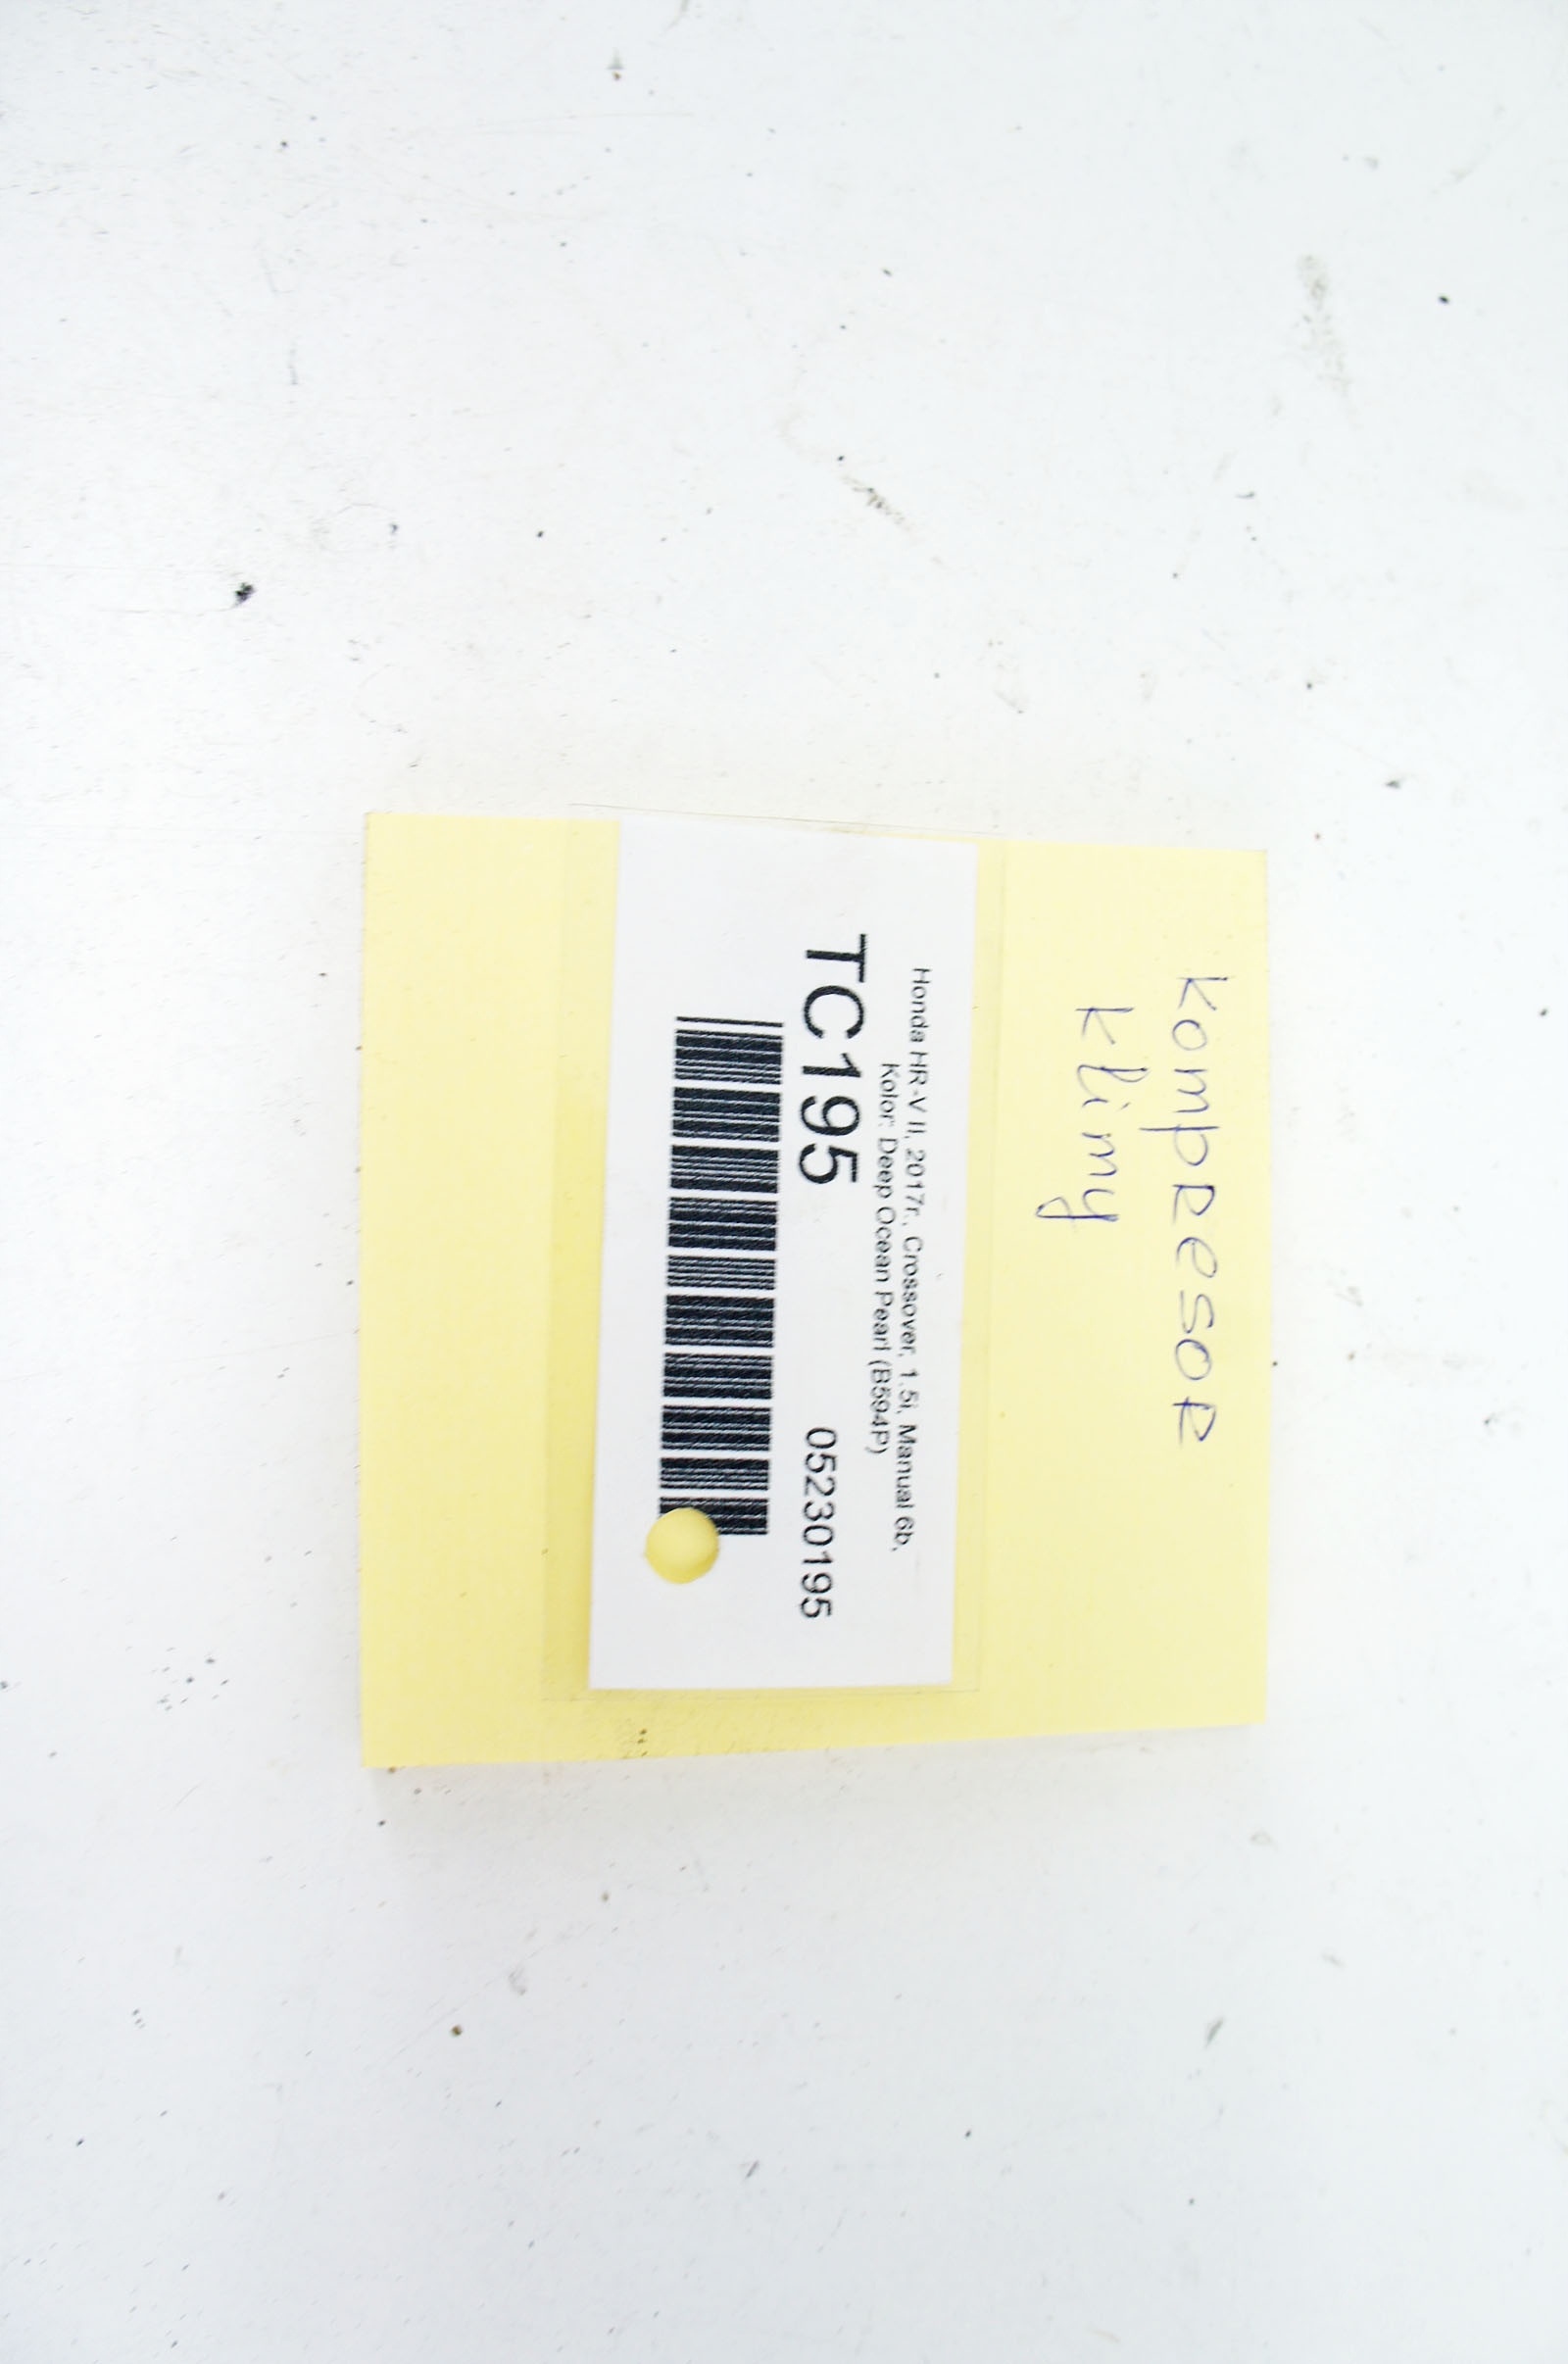 kompResoR
klimy
Honda HR-V II, 2017r., Crossover, 1.5i, Manual 6b,
Kolor: Deep Ocean Pearl (B594P)
TC195 05230195